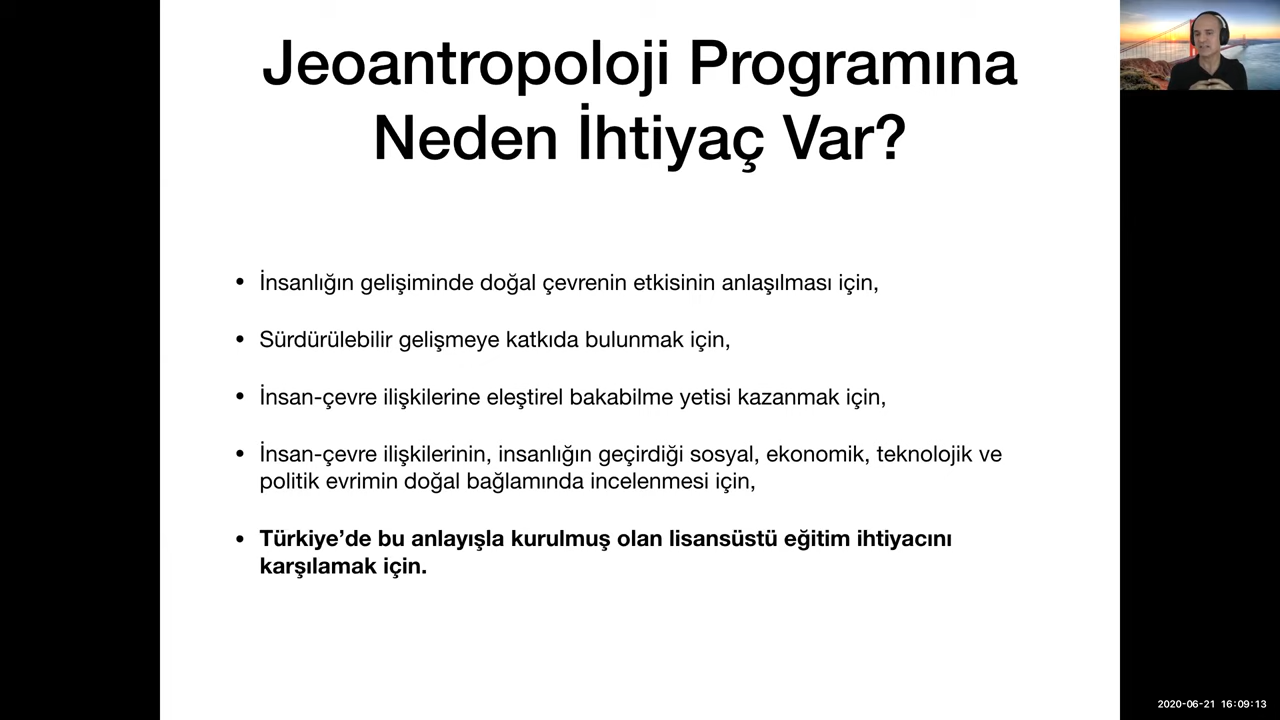 Jeoantropoloji Programına
Neden İhtiyaç Var?
• İnsanlığın gelişiminde doğal çevrenin etkisinin anlaşılması için,
• Sürdürülebilir gelişmeye katkıda bulunmak için,
• İnsan-çevre ilişkilerine eleştirel bakabilme yetisi kazanmak için,
• İnsan-çevre ilişkilerinin, insanlığın geçirdiği sosyal, ekonomik, teknolojik ve
politik evrimin doğal bağlamında incelenmesi için,
• Türkiye’de bu anlayışla kurulmuş olan lisansüstü eğitim ihtiyacını
karşılamak için.
2020-06-21 16:09:13